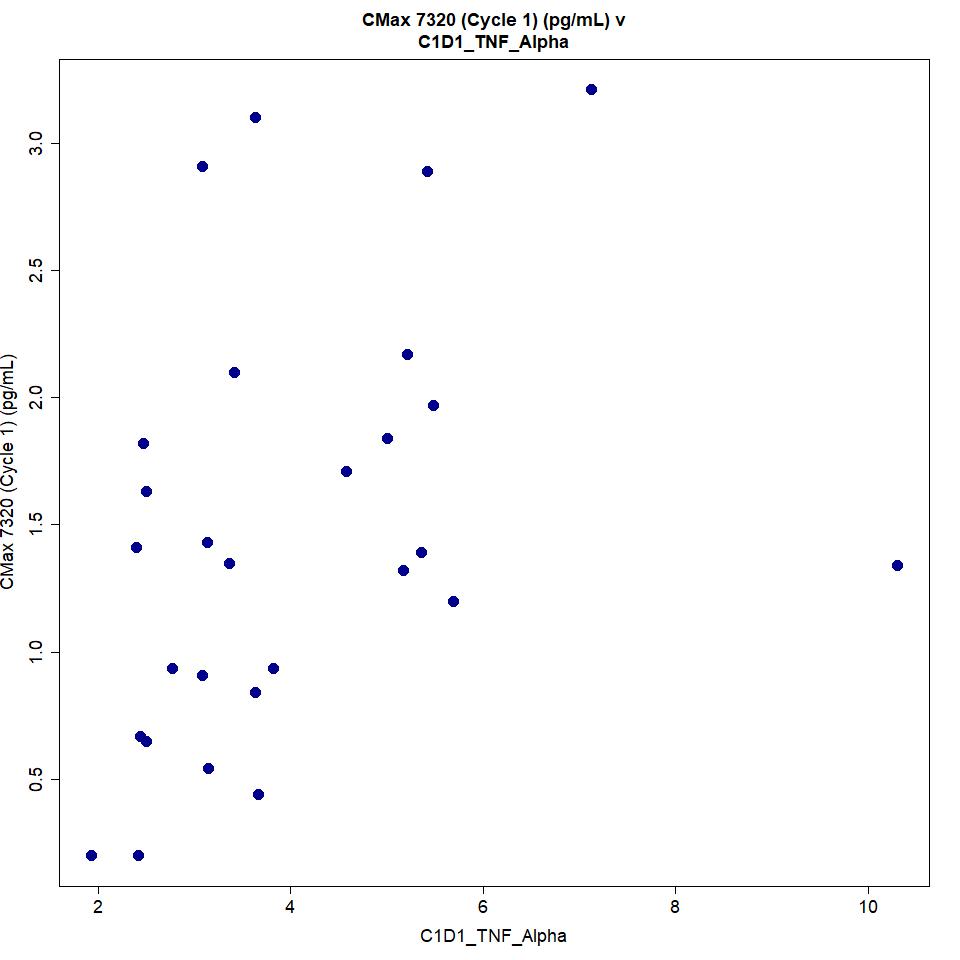 CMax 7320 (Cycle 1) (pg/mL) v
C1D1_TNF_Alpha
3.0
2.5
2.0
1.5
1.0
0.5
CMax 7320 (Cycle 1) (pg/mL)
2 4 6 8 10
C1D1_TNF_Alpha